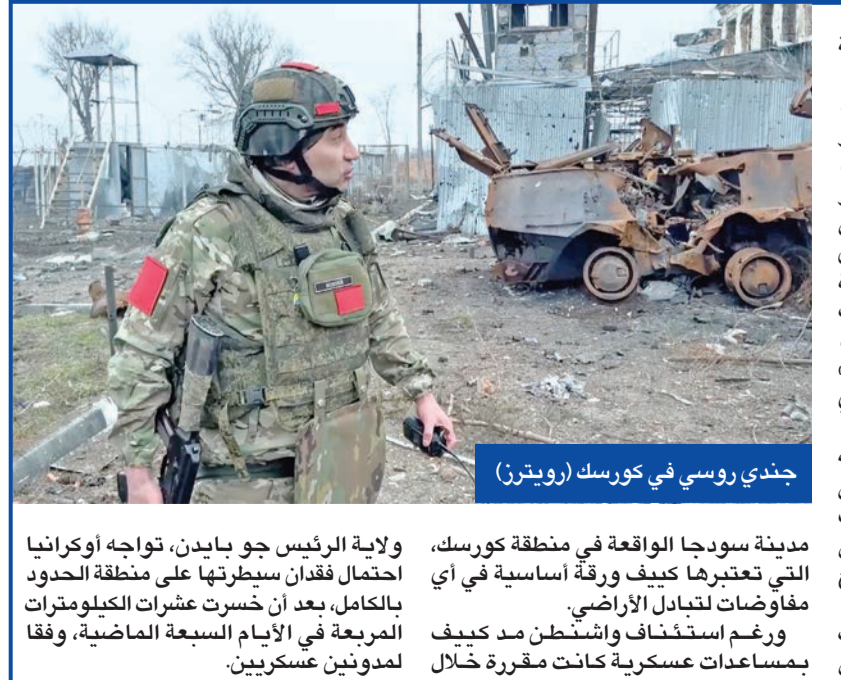 جندي روسي في كورسك (رويترز)
مدينة سودجا الواقعة في منطقة كورسك،
التي تعتبرها كييف ورقة أساسية في أي
مفاوضات لتبادل الأراضي.
ورغم استئناف واشنطن مد كييف
بمساعدات عسكرية كانت مقررة خلال
ولاية الرئيس جو بايدن، تواجه أوكرانيا
احتمال فقدان سيطرتها على منطقة الحدود
بالكامل، بعد أن خسرت عشرات الكيلومترات
المربعة في الأيام السبعة الماضية، وفقا
لمدونين عسكريين.